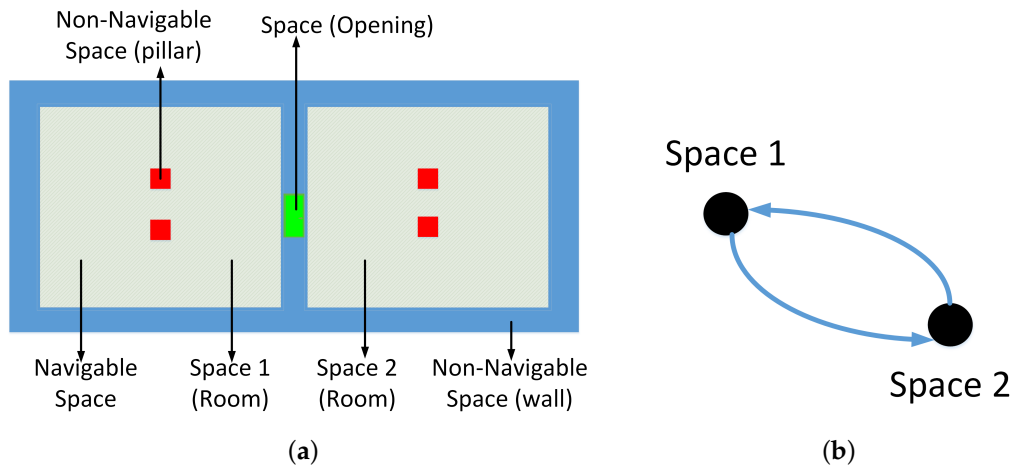 Non-Navigable
Space (pillar)
Space (Opening)
Navigable
Space
Space 1
(Room)
Space 2
(Room)
Non-Navigable
Space (wall)
(a)
Space 1
Space 2
(b)